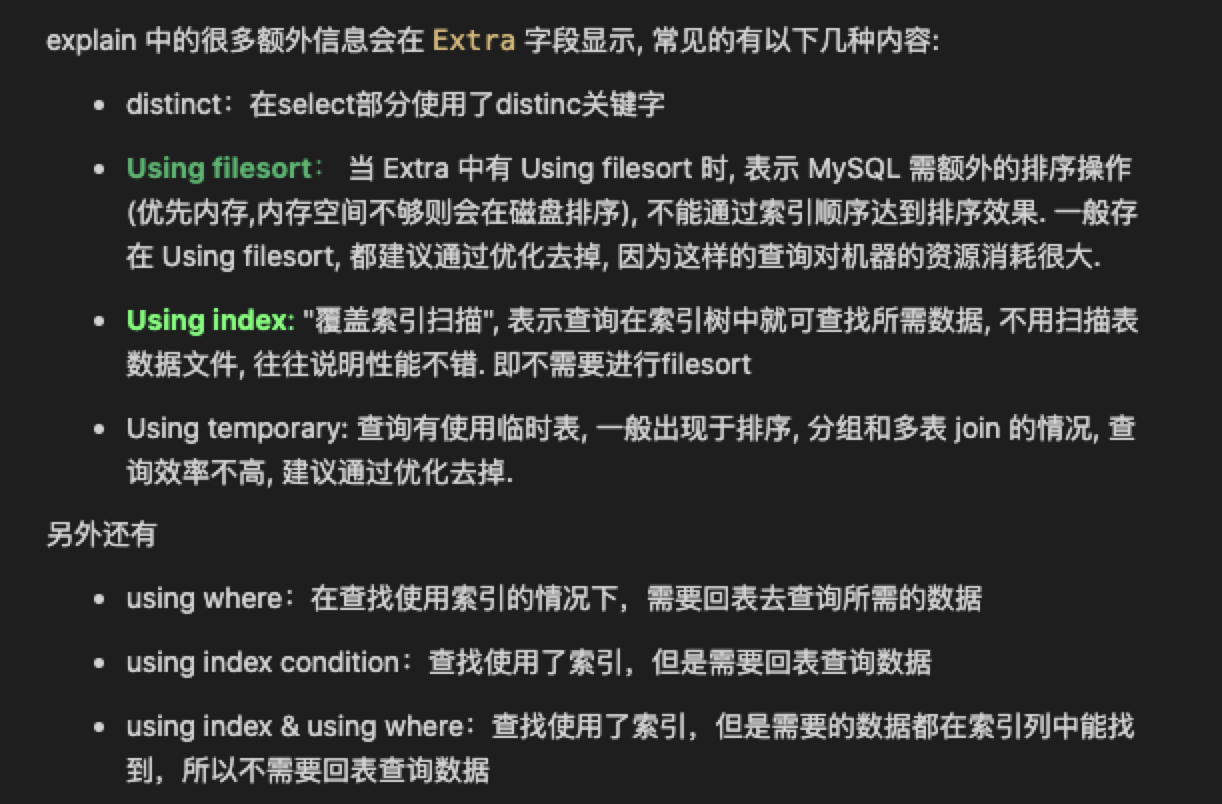 explain 中的很多额外信息会在 Extra 字段显示, 常见的有以下几种内容:
• distinct：在select部分使用了distinc关键字
• Using filesort： 当 Extra 中有 Using filesort 时, 表示 MySQL 需额外的排序操作
(优先内存,内存空间不够则会在磁盘排序), 不能通过索引顺序达到排序效果. 一般存
在 Using filesort, 都建议通过优化去掉, 因为这样的查询对机器的资源消耗很大.
• Using index: "覆盖索引扫描", 表示查询在索引树中就可查找所需数据, 不用扫描表
数据文件, 往往说明性能不错. 即不需要进行filesort
• Using temporary: 查询有使用临时表, 一般出现于排序, 分组和多表 join 的情况, 查
询效率不高, 建议通过优化去掉.
另外还有
• using where：在查找使用索引的情况下，需要回表去查询所需的数据
• using index condition：查找使用了索引，但是需要回表查询数据
• using index & using where：查找使用了索引，但是需要的数据都在索引列中能找
到，所以不需要回表查询数据